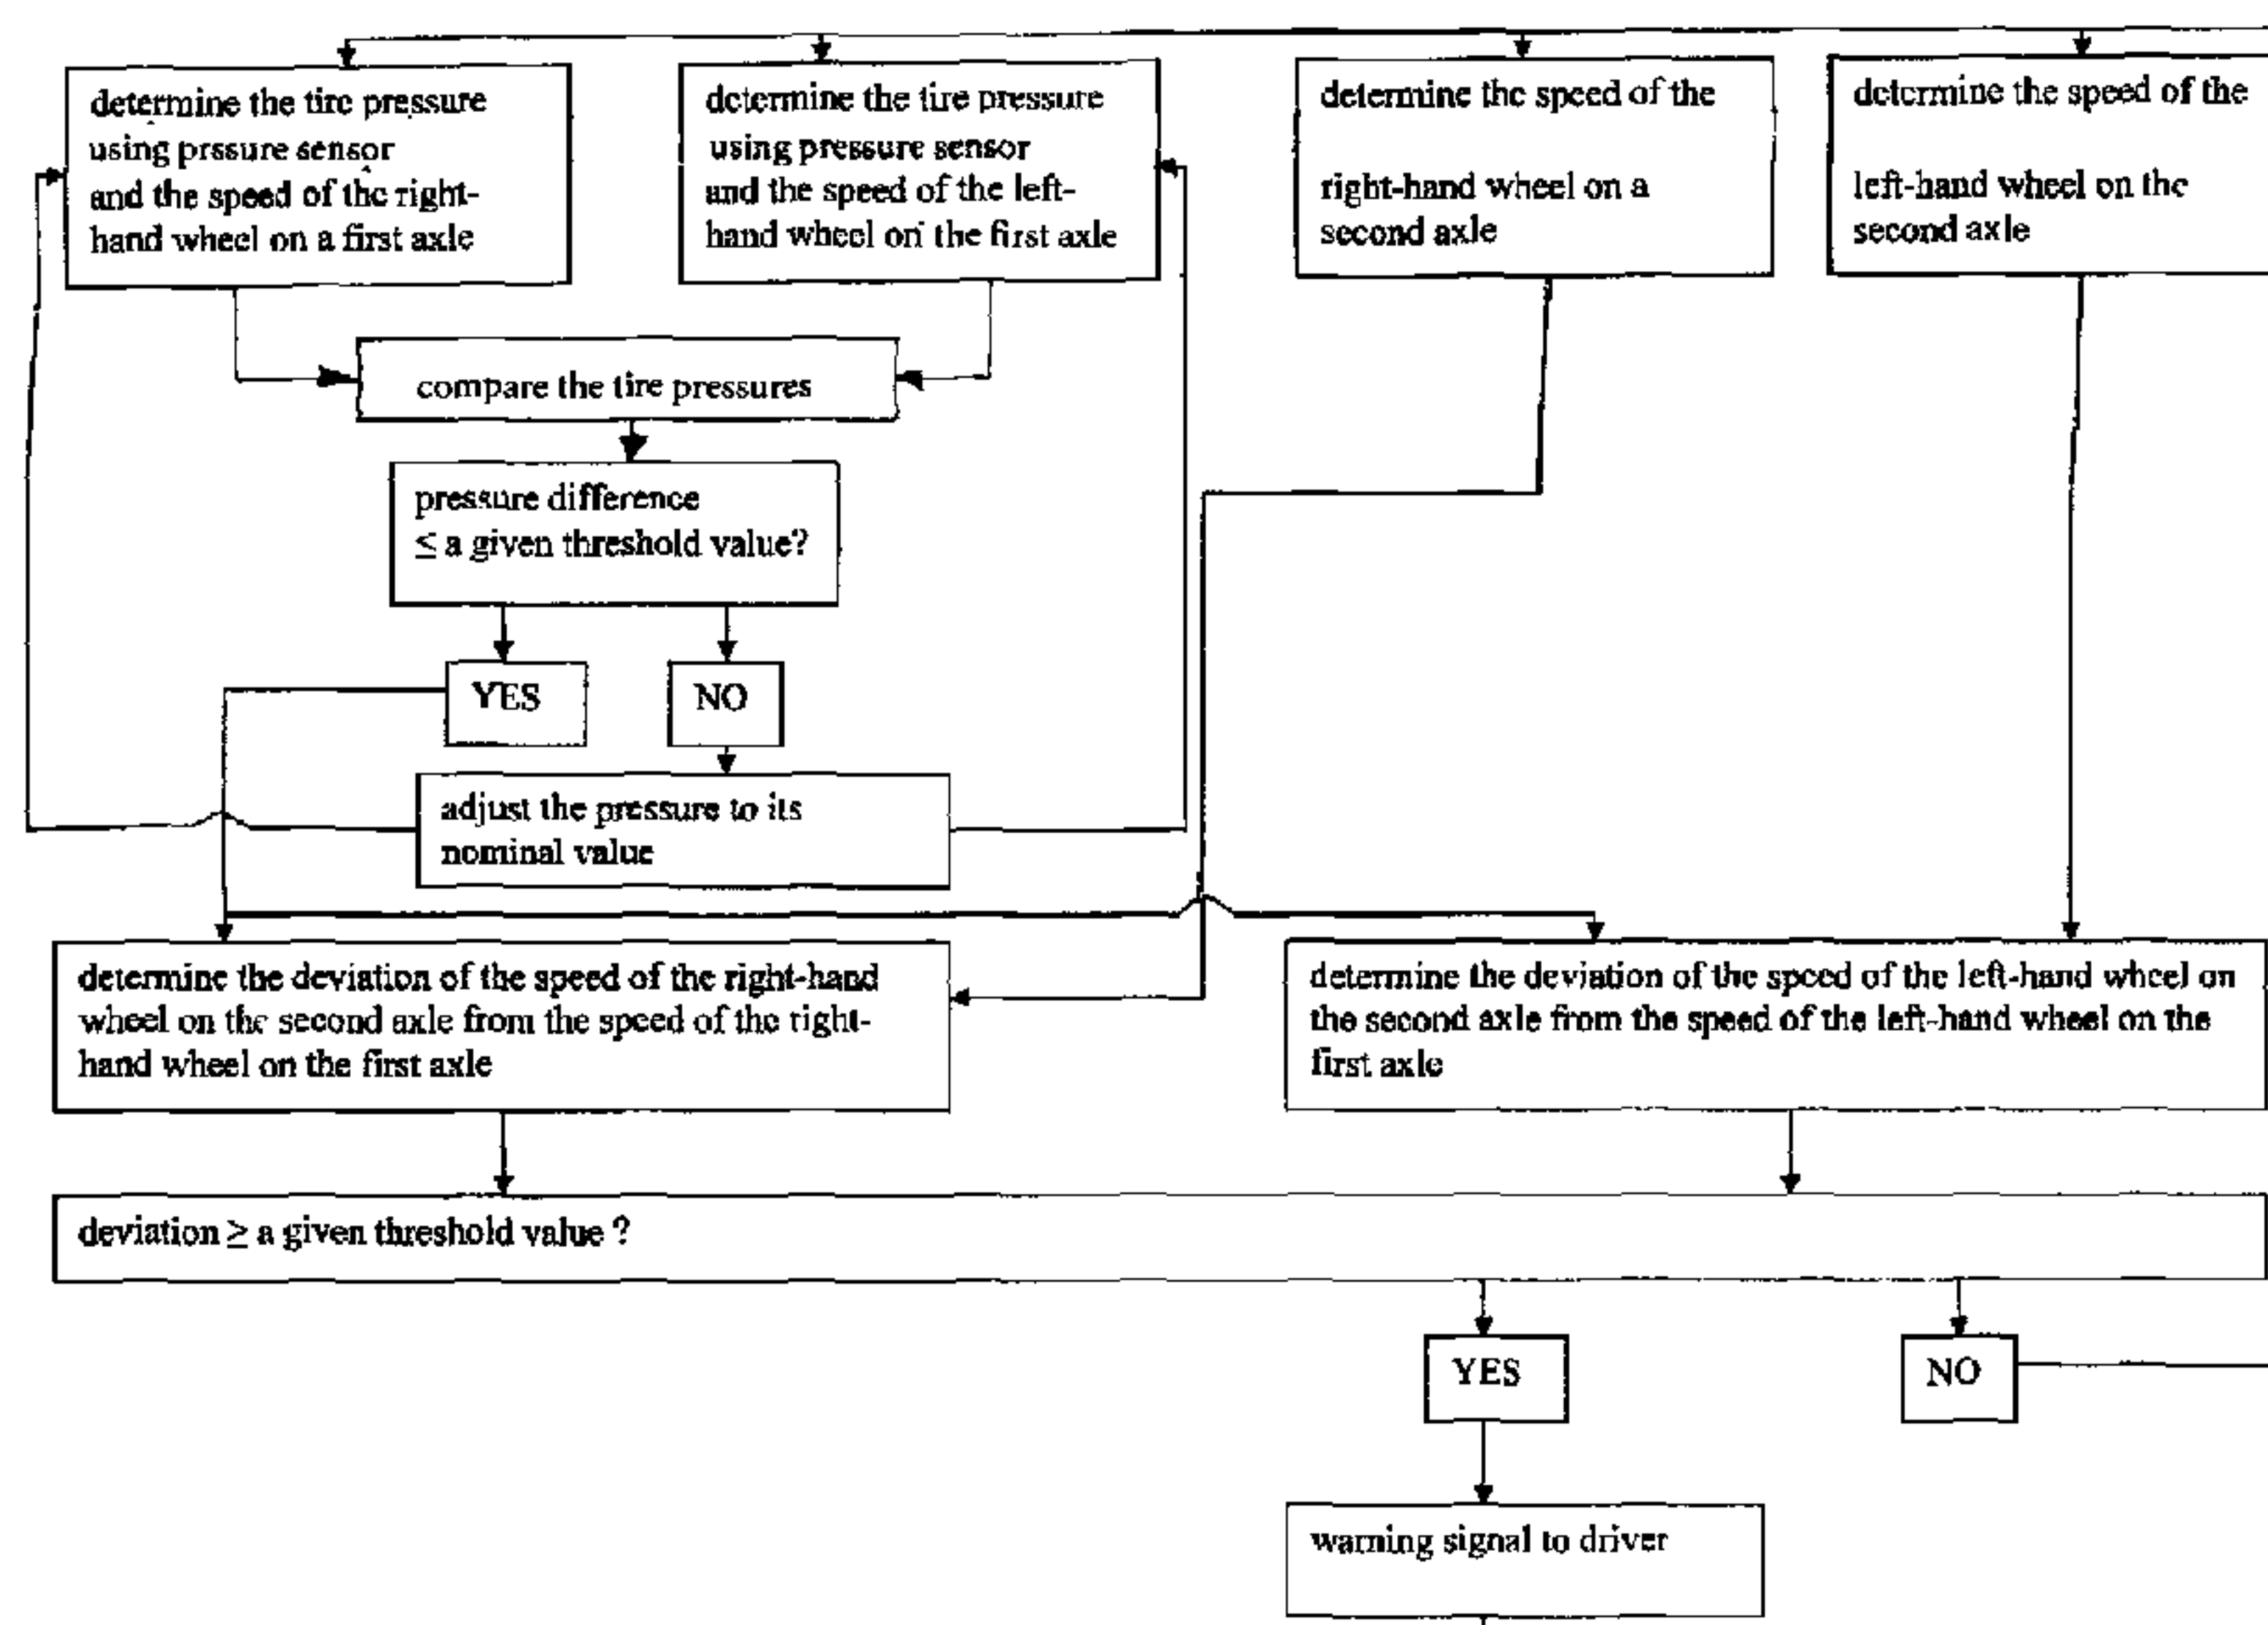 determine the tire pressure
using prssure sensor
and the speed of the right-
hand wheel on a first axle
determine the tire pressure
using pressure sensor
and the speed of the left-
hand wheel on the first axle
determine the speed of the
right-hand wheel on a
second axle
determine the speed of the
left-hand wheel on the
second axle
compare the tire pressures
pressure difference
≤ a given threshold value?
YES
NO
adjust the pressure to its
nominal value
determine the deviation of the speed of the right-hand
wheel on the second axle from the speed of the right-
hand wheel on the first axle
determine the deviation of the speed of the left-hand wheel on
the second axle from the speed of the left-hand wheel on the
first axle
deviation ≥ a given threshold value ?
YES
NO
warning signal to driver